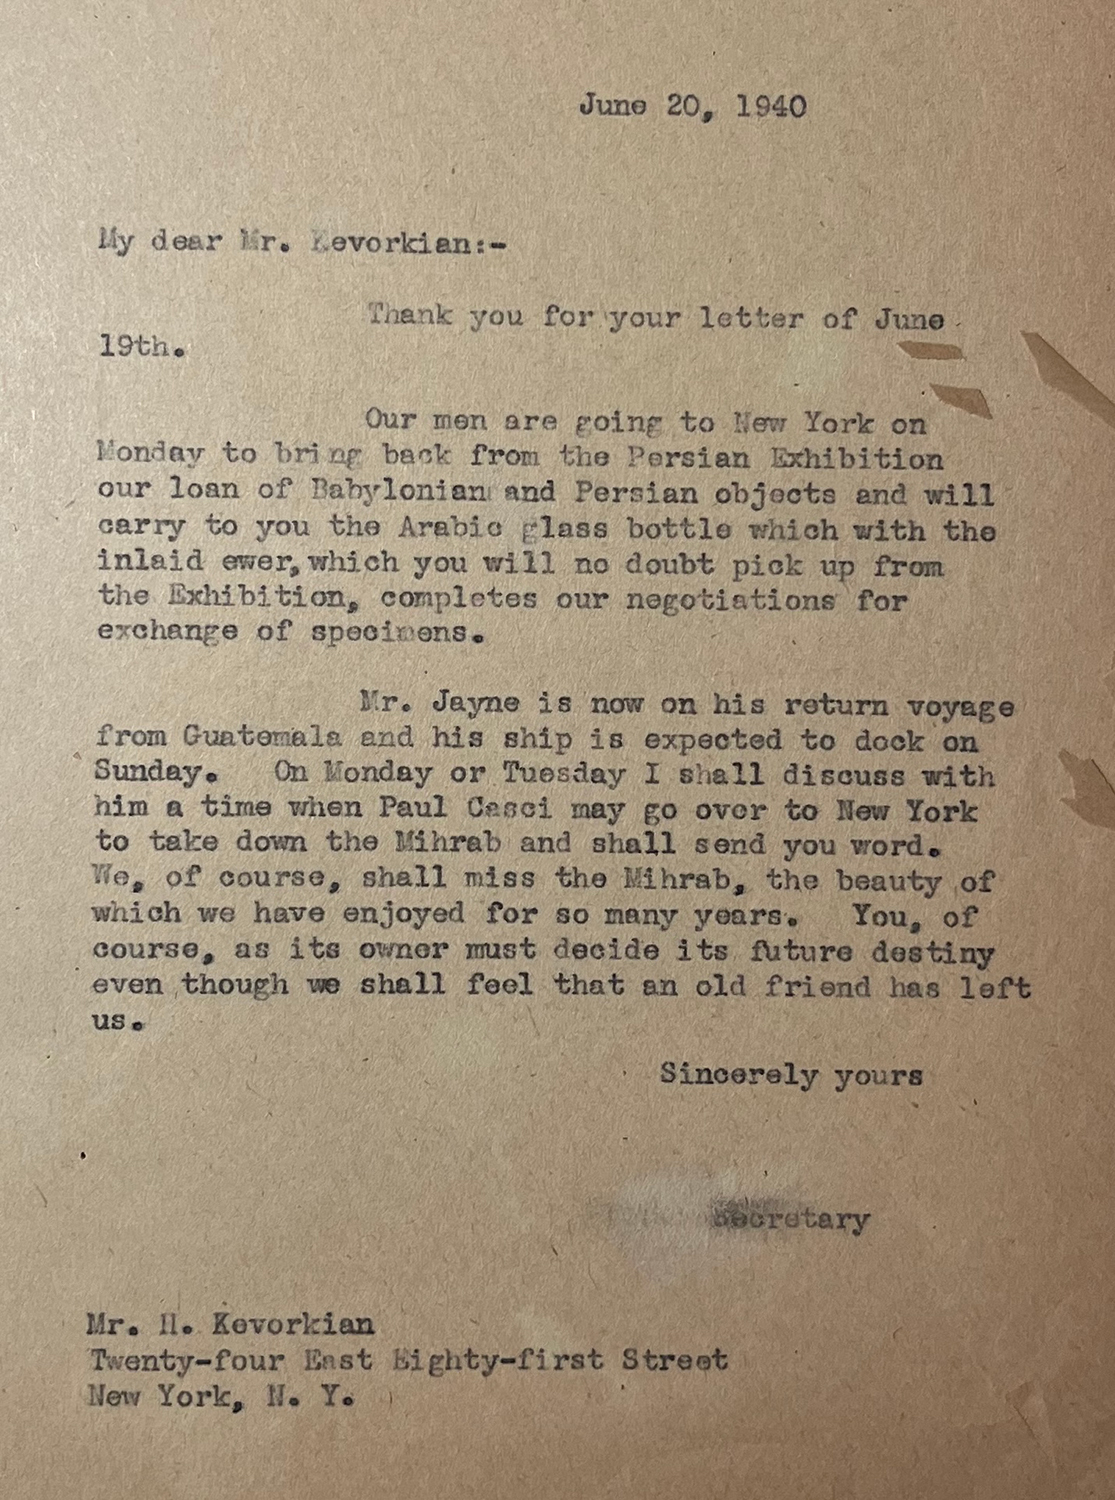 June 20, 1940
My dear Mr. Kevorkian:-
Thank you for your letter of June
19th.
Our men are going to New York on
Monday to bring back from the Persian Exhibition
our loan of Babylonian and Persian objects and will
carry to you the Arabic glass bottle which with the
inlaid ewer, which you will no doubt pick up from
the Exhibition, completes our negotiations for
exchange of specimens.
Mr. Jayne is now on his return voyage
from Guatemala and his ship is expected to dock on
Sunday. On Monday or Tuesday I shall discuss with
him a time when Paul Casci may go over to New York
to take down the Mihrab and shall send you word.
We, of course, shall miss the Mihrab, the beauty of
which we have enjoyed for so many years. You, of
course, as its owner must decide its future destiny
even though we shall feel that an old friend has left
us.
Sincerely yours
Secretary
Mr. H. Kevorkian
Twenty-four East Eighty-first Street
New York, N. Y.